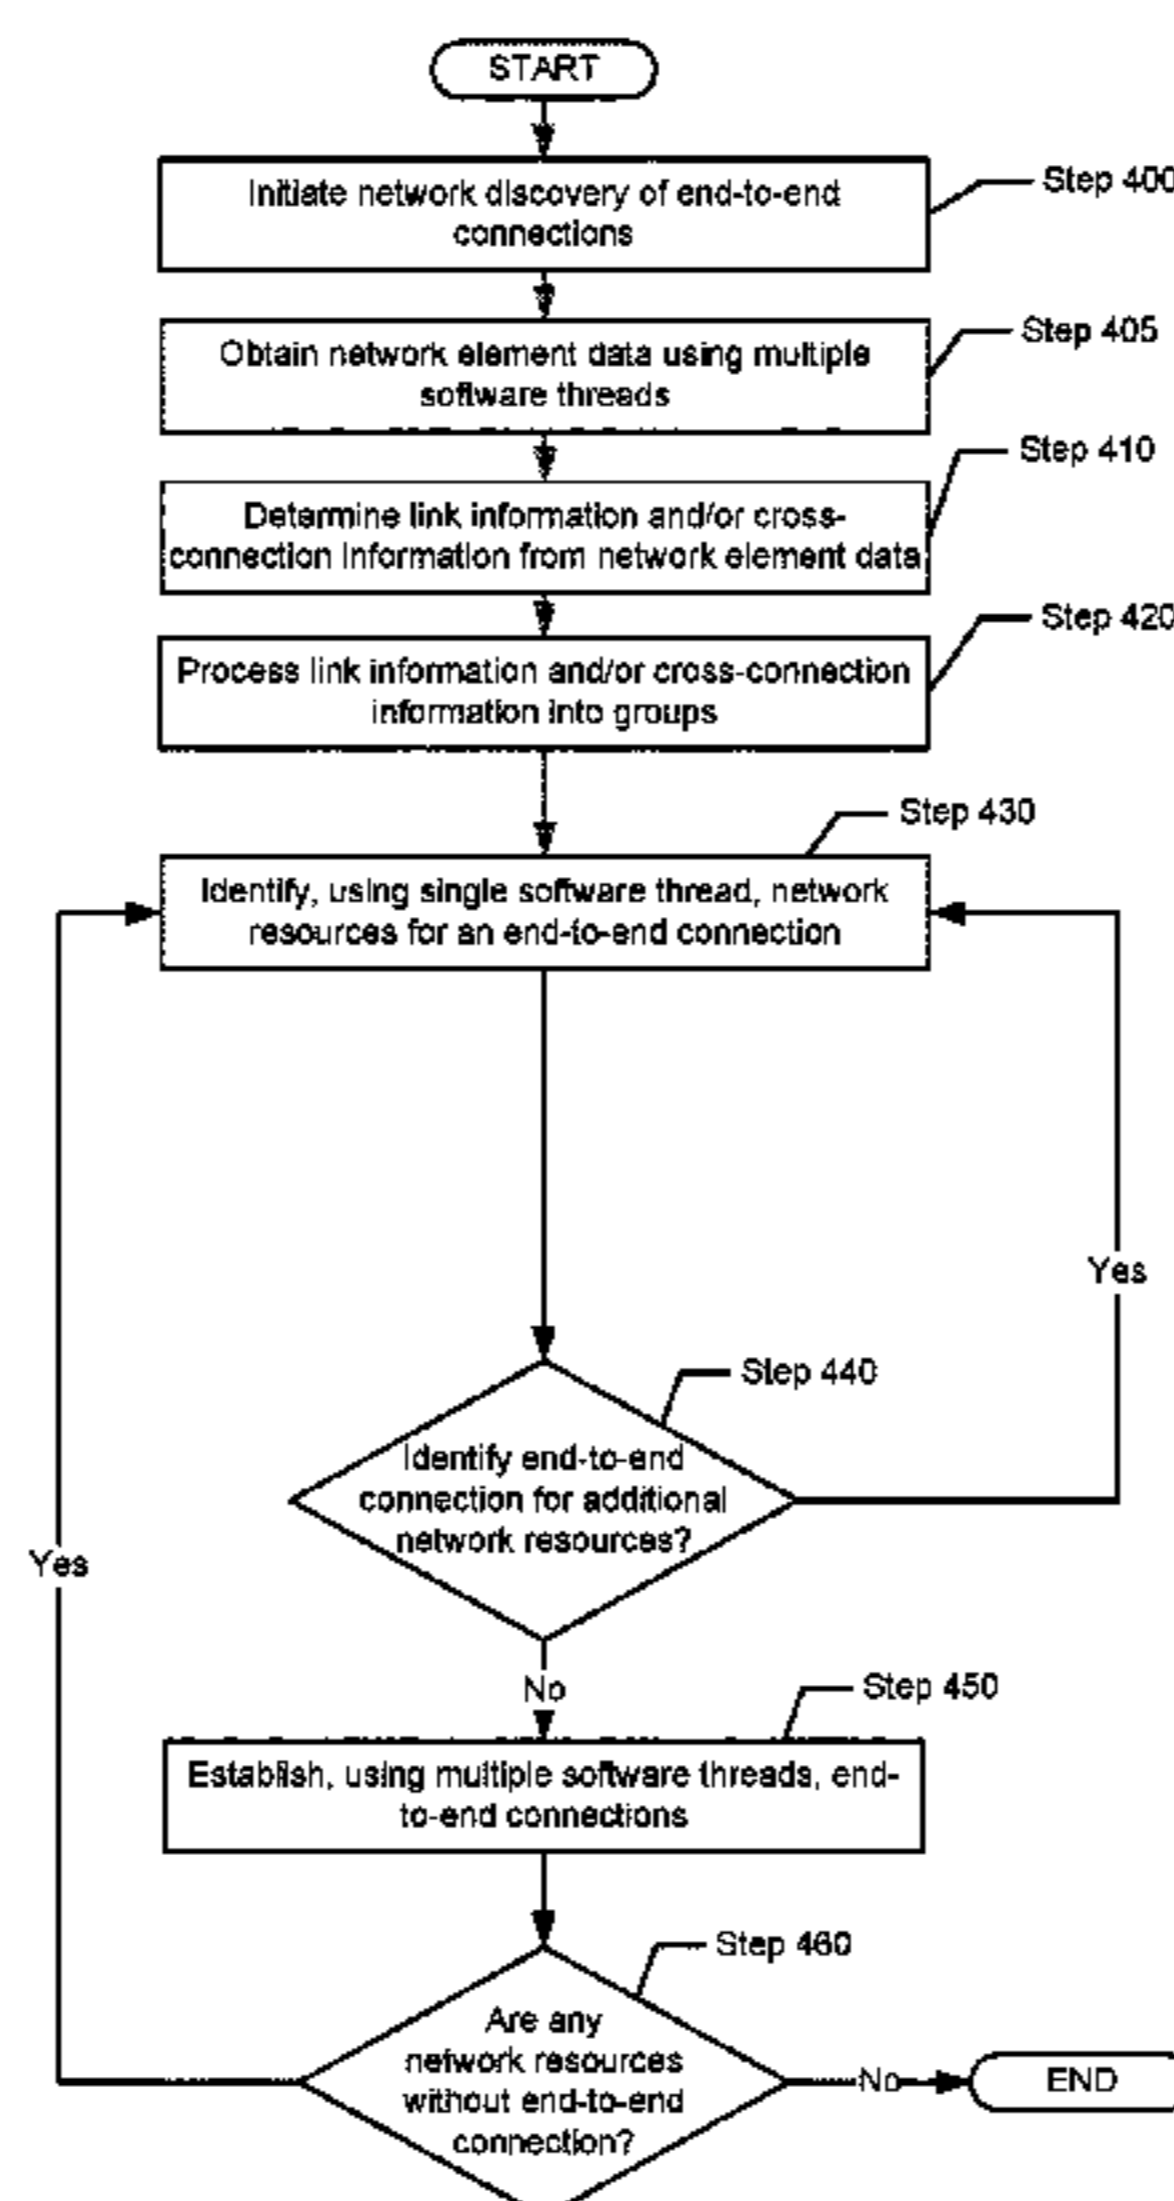 START
Initiate network discovery of end-to-end
connections
Step 400
Obtain network element data using multiple
software threads
Step 405
Determine link information and/or cross-
connection information from network element data
Step 410
Process link information and/or cross-connection
information into groups
Step 420
Step 430
Identify, using single software thread, network
resources for an end-to-end connection
Yes
Step 440
Identify end-to-end
connection for additional
network resources?
Yes
No
Step 450
Establish, using multiple software threads, end-
to-end connections
Step 460
Are any
network resources
without end-to-end
connection?
No
END